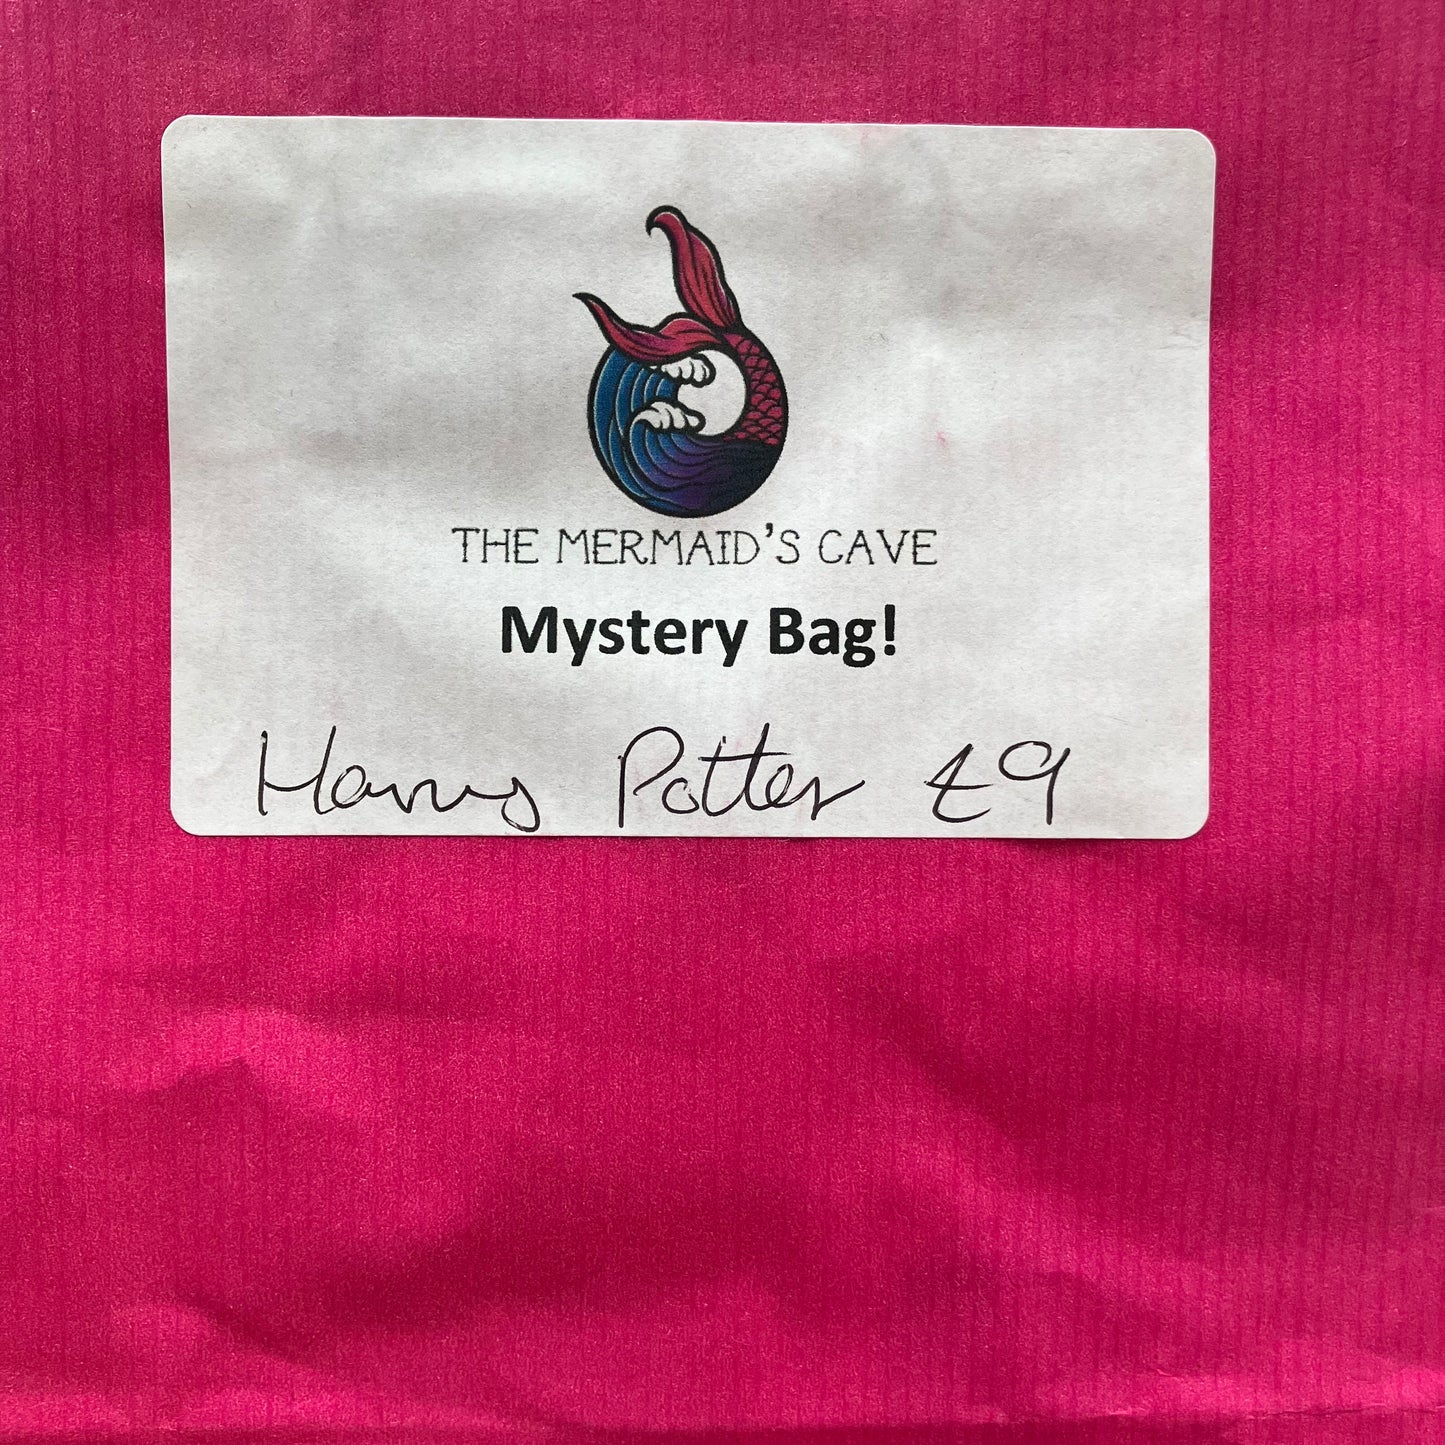 THE MERMAID'S CAVE
Mystery Bag!
Harry Potter £9